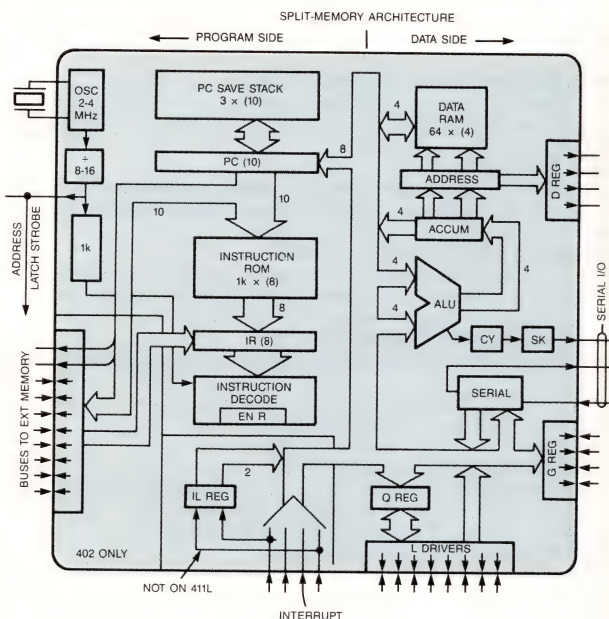 SPLIT-MEMORY ARCHITECTURE
PROGRAM SIDE
DATA SIDE
OSC
2-4
MHz
÷
8-16
1k
ADDRESS
LATCH STROBE
PC SAVE STACK
3 × (10)
PC (10)
8
10
10
INSTRUCTION
ROM
1k × (8)
8
IR (8)
INSTRUCTION
DECODE
EN R
BUSES TO EXT MEMORY
402 ONLY
IL REG
2
NOT ON 411L
INTERRUPT
4
DATA
RAM
64 × (4)
ADDRESS
4
ACCUM
4
4
ALU
4
CY
SK
SERIAL
D REG
SERIAL I/O
G REG
Q REG
L DRIVERS